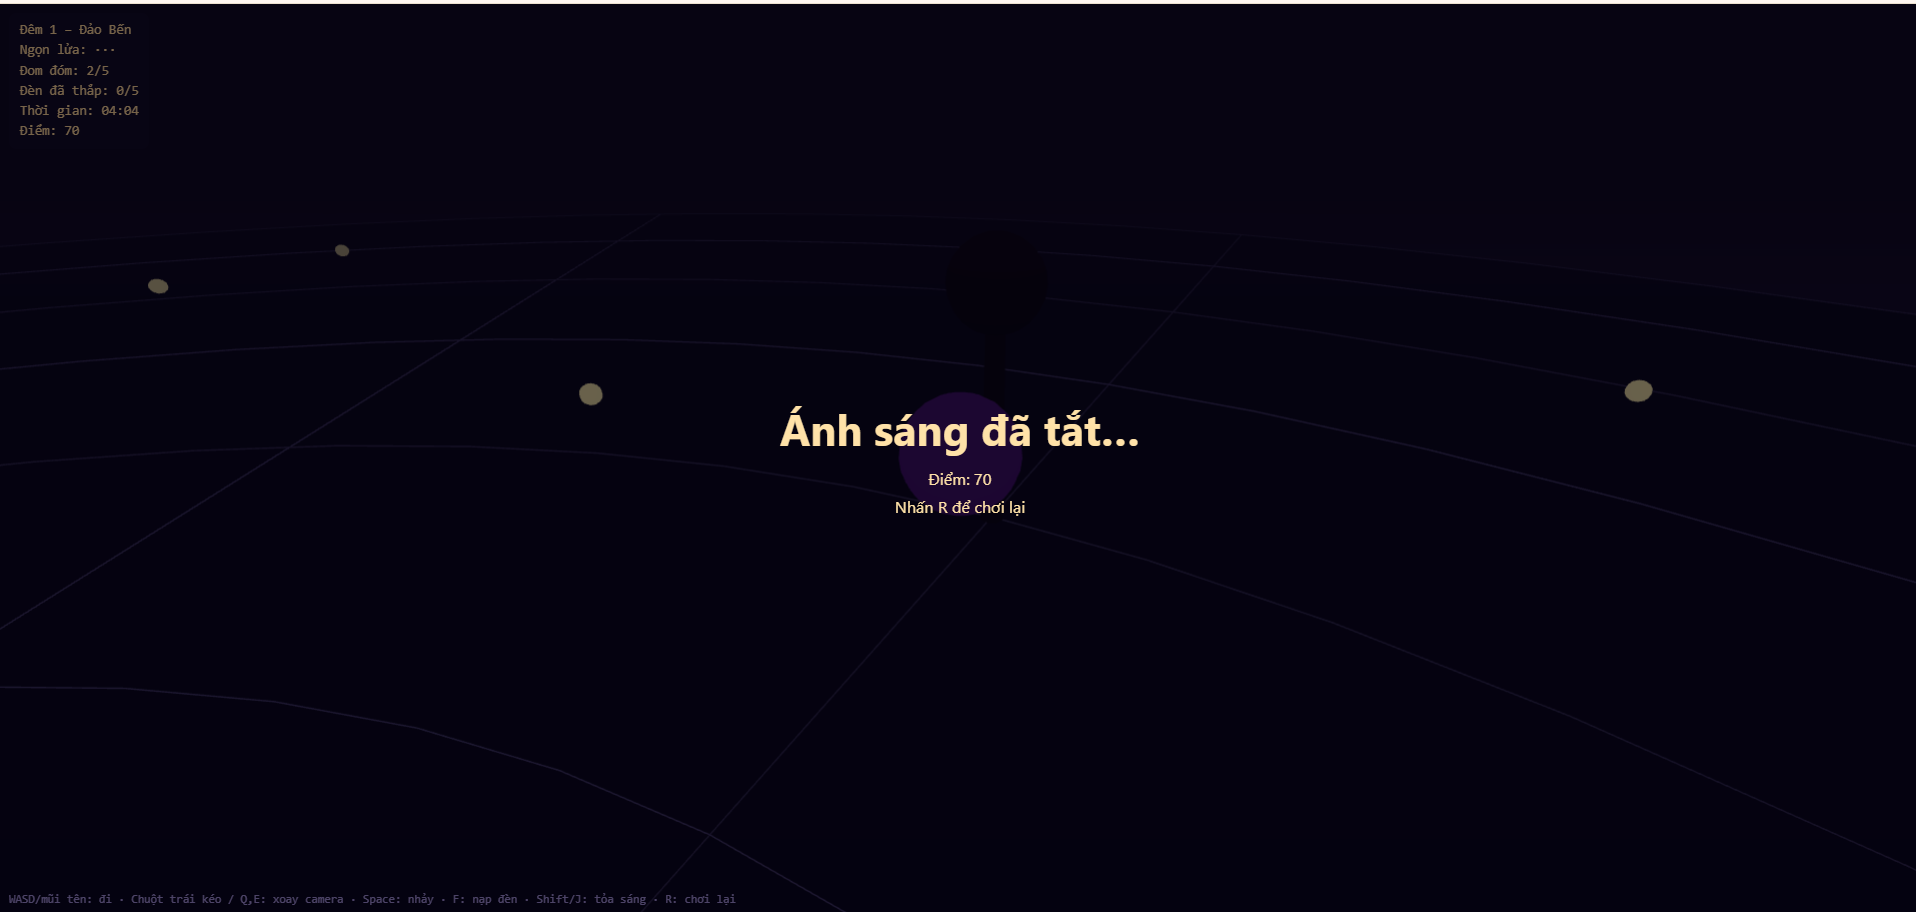 Đêm 1 – Đảo Bến
Ngọn lửa: ···
Đom đóm: 2/5
Đèn đã thắp: 0/5
Thời gian: 04:04
Điểm: 70
Ánh sáng đã tắt...
Điểm: 70
Nhấn R để chơi lại
WASD/mũi tên: đi · Chuột trái kéo / Q,E: xoay camera · Space: nhảy · F: nạp đèn · Shift/J: tỏa sáng · R: chơi lại